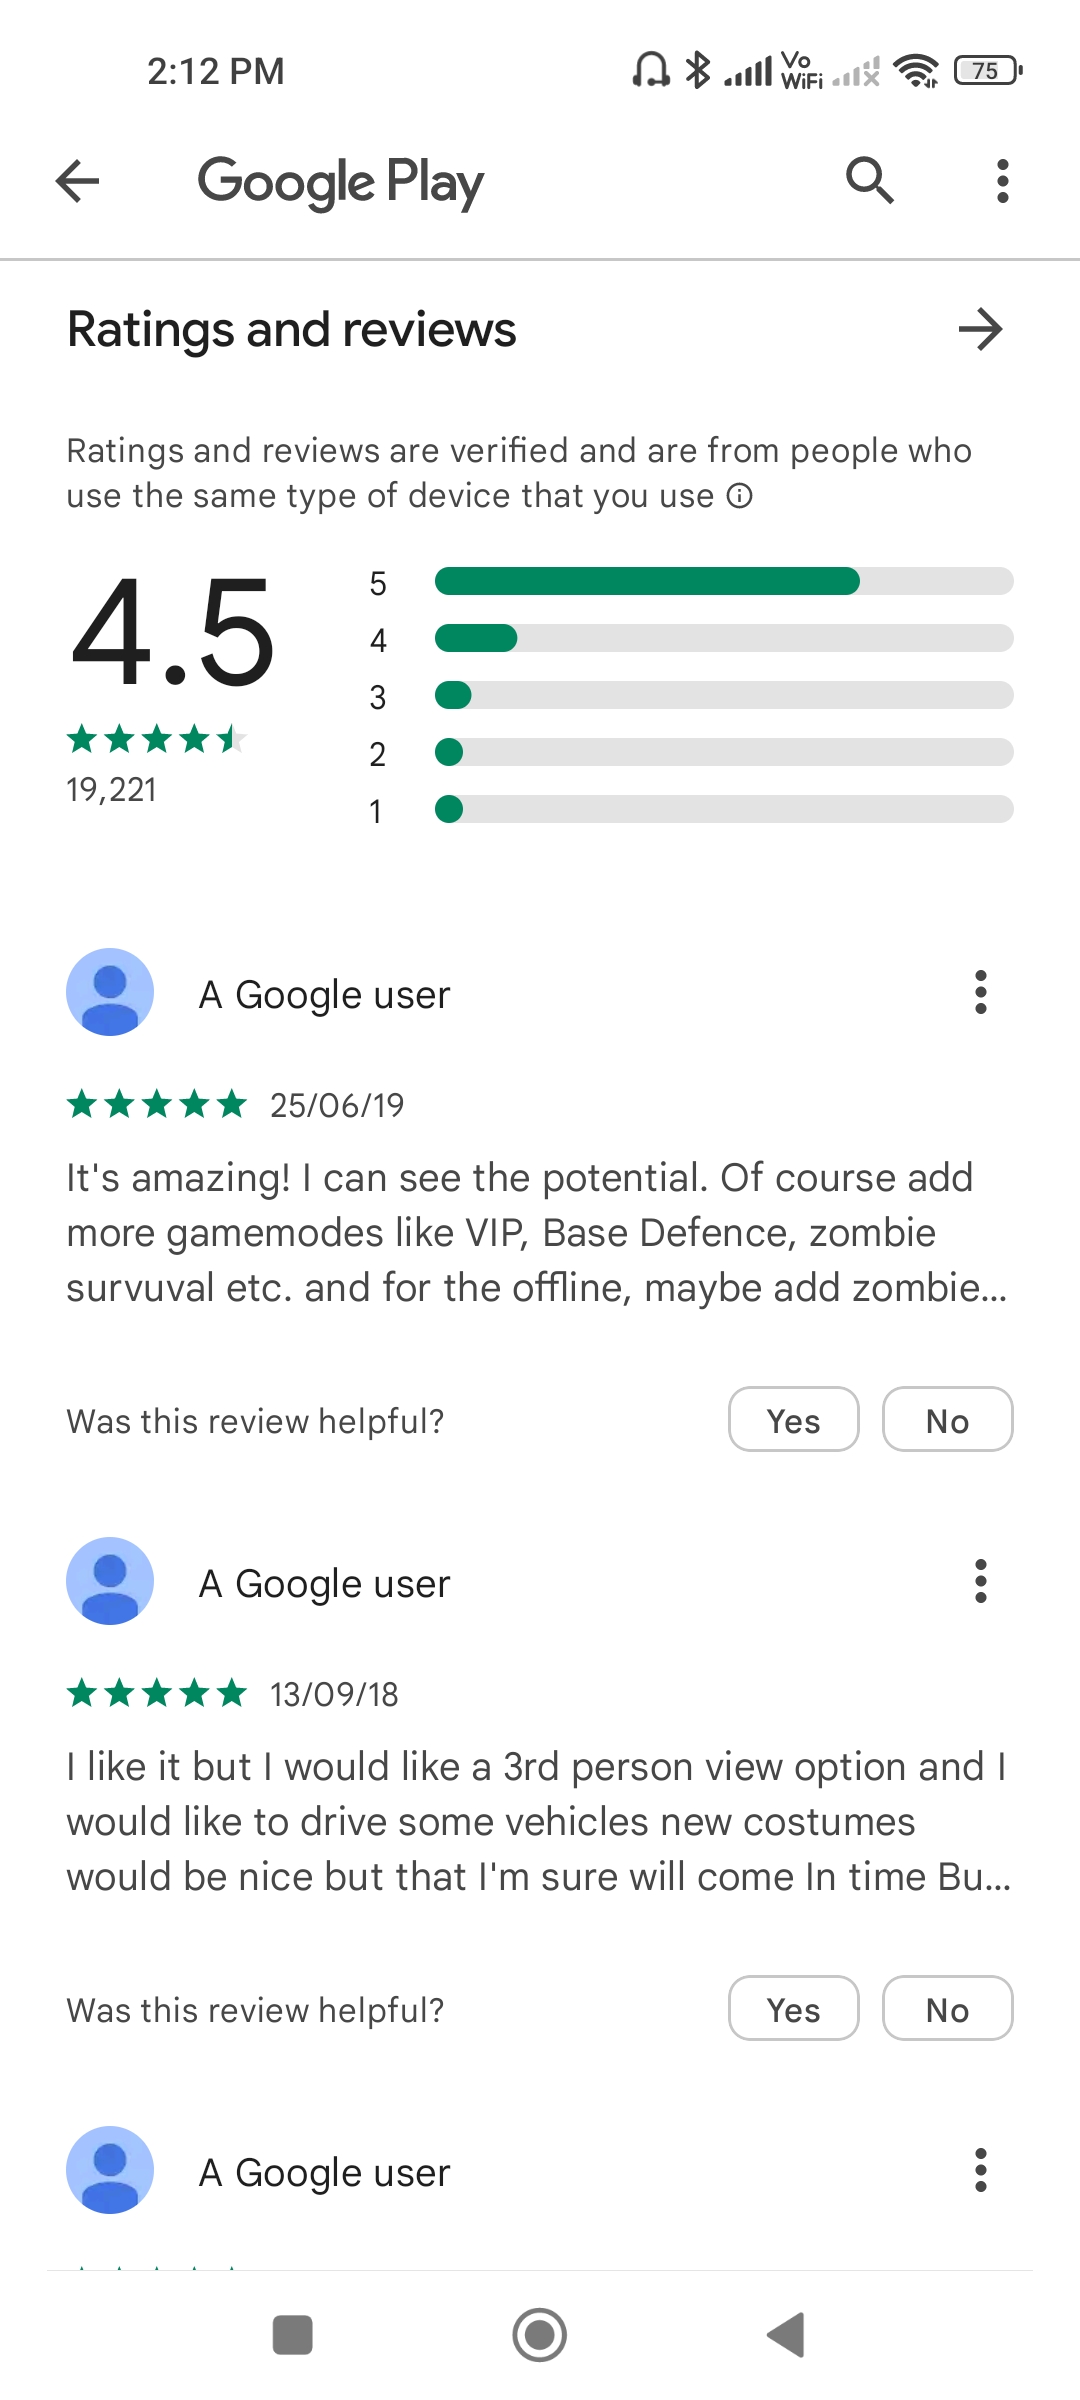 2:12 PM
Vo
WiFi
75
Google Play
Ratings and reviews
Ratings and reviews are verified and are from people who
use the same type of device that you use
4.5
19,221
5
4
3
2
1
A Google user
25/06/19
It's amazing! I can see the potential. Of course add
more gamemodes like VIP, Base Defence, zombie
survuval etc. and for the offline, maybe add zombie...
Was this review helpful?
Yes
No
A Google user
13/09/18
I like it but I would like a 3rd person view option and I
would like to drive some vehicles new costumes
would be nice but that I'm sure will come In time Bu...
Was this review helpful?
Yes
No
A Google user